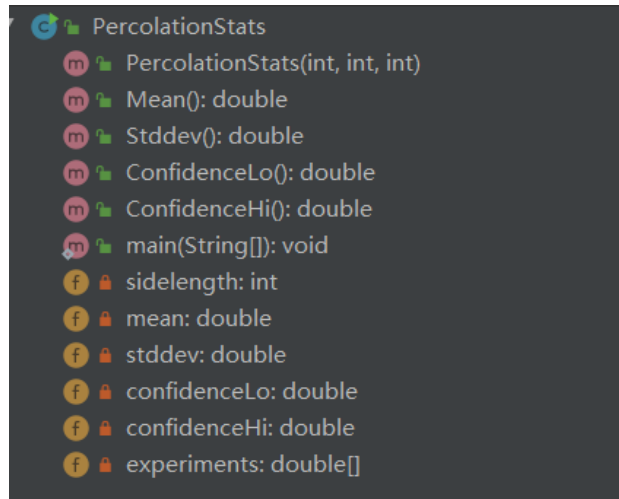 PercolationStats
PercolationStats(int, int, int)
Mean(): double
Stddev(): double
ConfidenceLo(): double
ConfidenceHi(): double
main(String[]): void
sidelength: int
mean: double
stddev: double
confidenceLo: double
confidenceHi: double
experiments: double[]